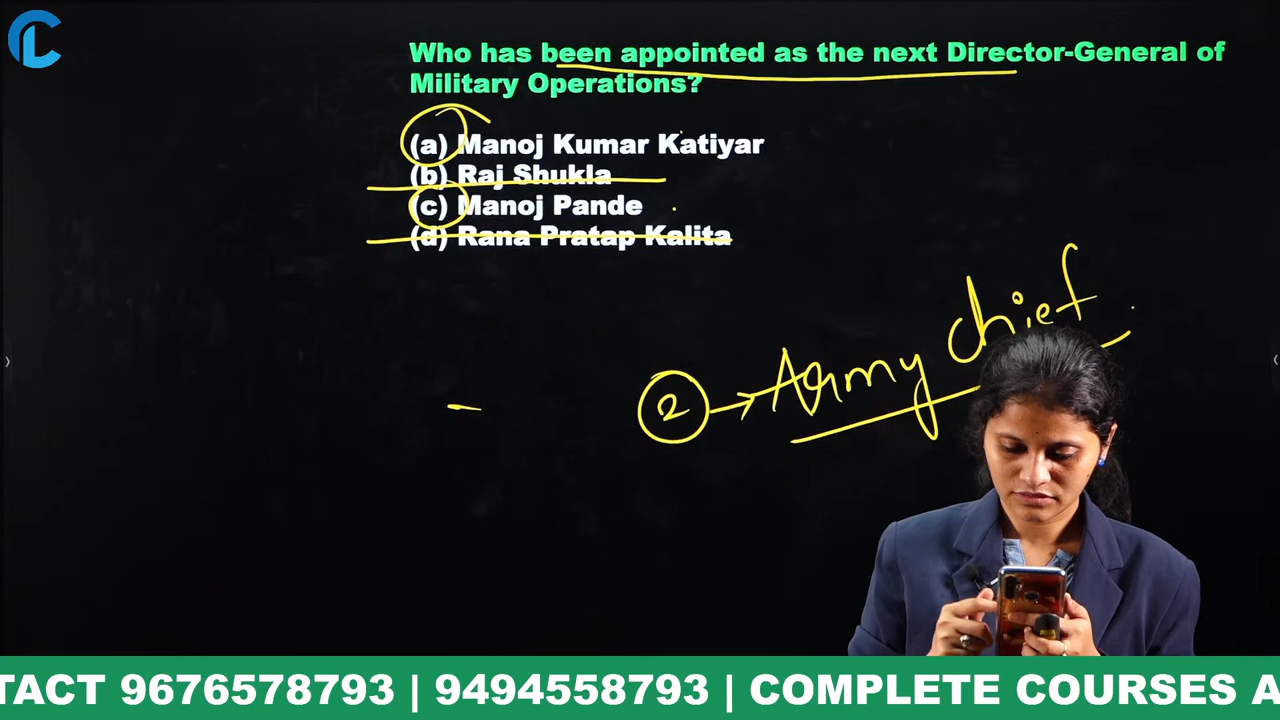 Who has been appointed as the next Director-General of
Military Operations?
(a) Manoj Kumar Katiyar
(b) Raj Shukla
(c) Manoj Pande
(d) Rana Pratap Kalita
2 → Army chief
TACT 9676578793 | 9494558793 | COMPLETE COURSES A